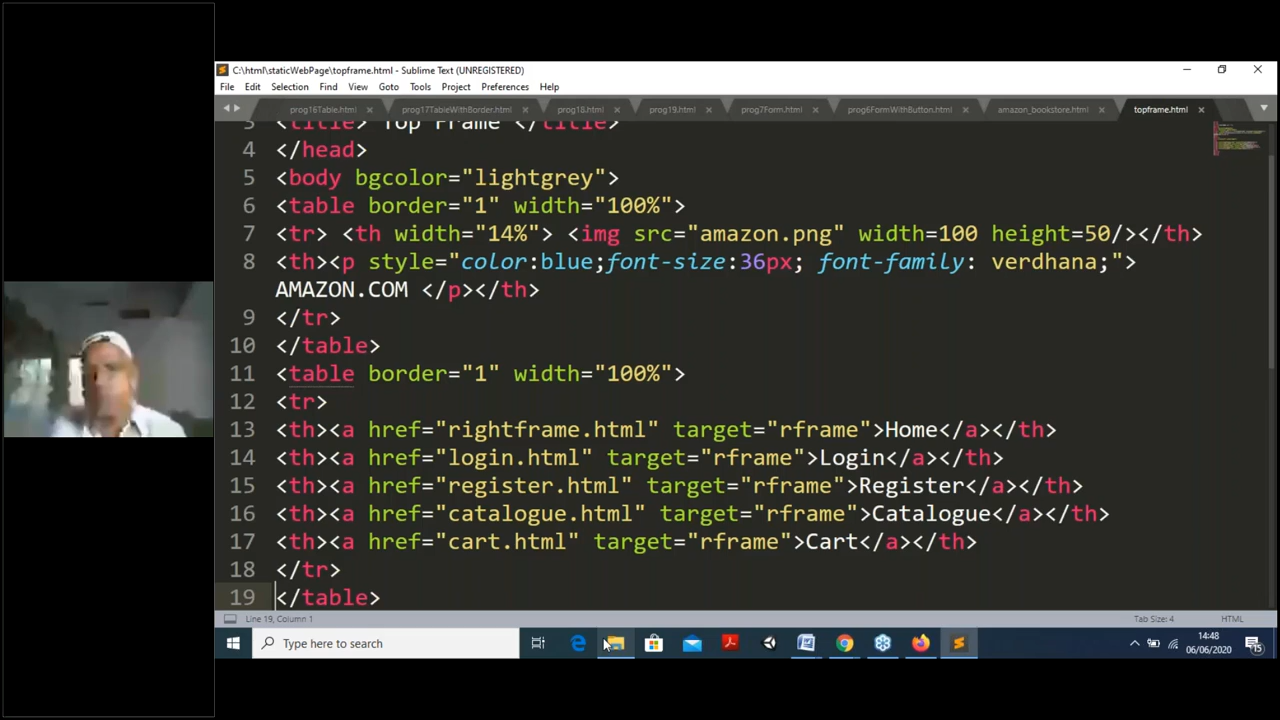 C:\html\staticWebPage\topframe.html - Sublime Text (UNREGISTERED)
File Edit Selection Find View Goto Tools Project Preferences Help
prog16Table.html prog17TableWithBorder.html prog18.html prog19.html prog7Form.html prog6FormWithButton.html amazon_bookstore.html topframe.html
3 <title> Top Frame </title>
4 </head>
5 <body bgcolor="lightgrey">
6 <table border="1" width="100%">
7 <tr> <th width="14%"> <img src="amazon.png" width=100 height=50/></th>
8 <th><p style="color:blue;font-size:36px; font-family: verdhana;">
AMAZON.COM </p></th>
9 </tr>
10 </table>
11 <table border="1" width="100%">
12 <tr>
13 <th><a href="rightframe.html" target="rframe">Home</a></th>
14 <th><a href="login.html" target="rframe">Login</a></th>
15 <th><a href="register.html" target="rframe">Register</a></th>
16 <th><a href="catalogue.html" target="rframe">Catalogue</a></th>
17 <th><a href="cart.html" target="rframe">Cart</a></th>
18 </tr>
19 </table>
Line 19, Column 1 Tab Size: 4 HTML
Type here to search
14:48
06/06/2020
15